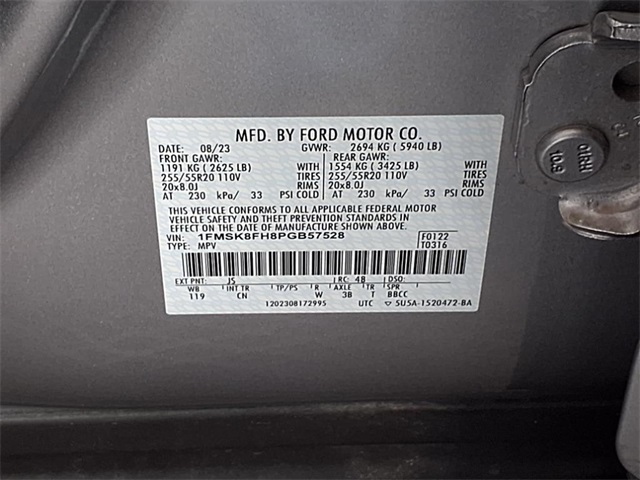 MFD. BY FORD MOTOR CO.
DATE: 08/23 GVWR: 2694 KG ( 5940 LB)
FRONT GAWR: REAR GAWR:
1191 KG ( 2625 LB) WITH 1554 KG ( 3425 LB) WITH
255/55R20 110V TIRES 255/55R20 110V TIRES
20x8.0J RIMS 20x8.0J RIMS
AT 230 kPa/ 33 PSI COLD AT 230 kPa/ 33 PSI COLD
THIS VEHICLE CONFORMS TO ALL APPLICABLE FEDERAL MOTOR
VEHICLE SAFETY AND THEFT PREVENTION STANDARDS IN
EFFECT ON THE DATE OF MANUFACTURE SHOWN ABOVE.
VIN: 1FMSK8FH8PGB57528 F0122
TYPE: MPV T0316
EXT PNT: JS RC: 48 DSO:
WB INT TR TP/PS R AXLE TR SPR
119 CN W 3B T BBCC
1202308172995 UTC 5U5A-1520472-BA
OHRID
10.9